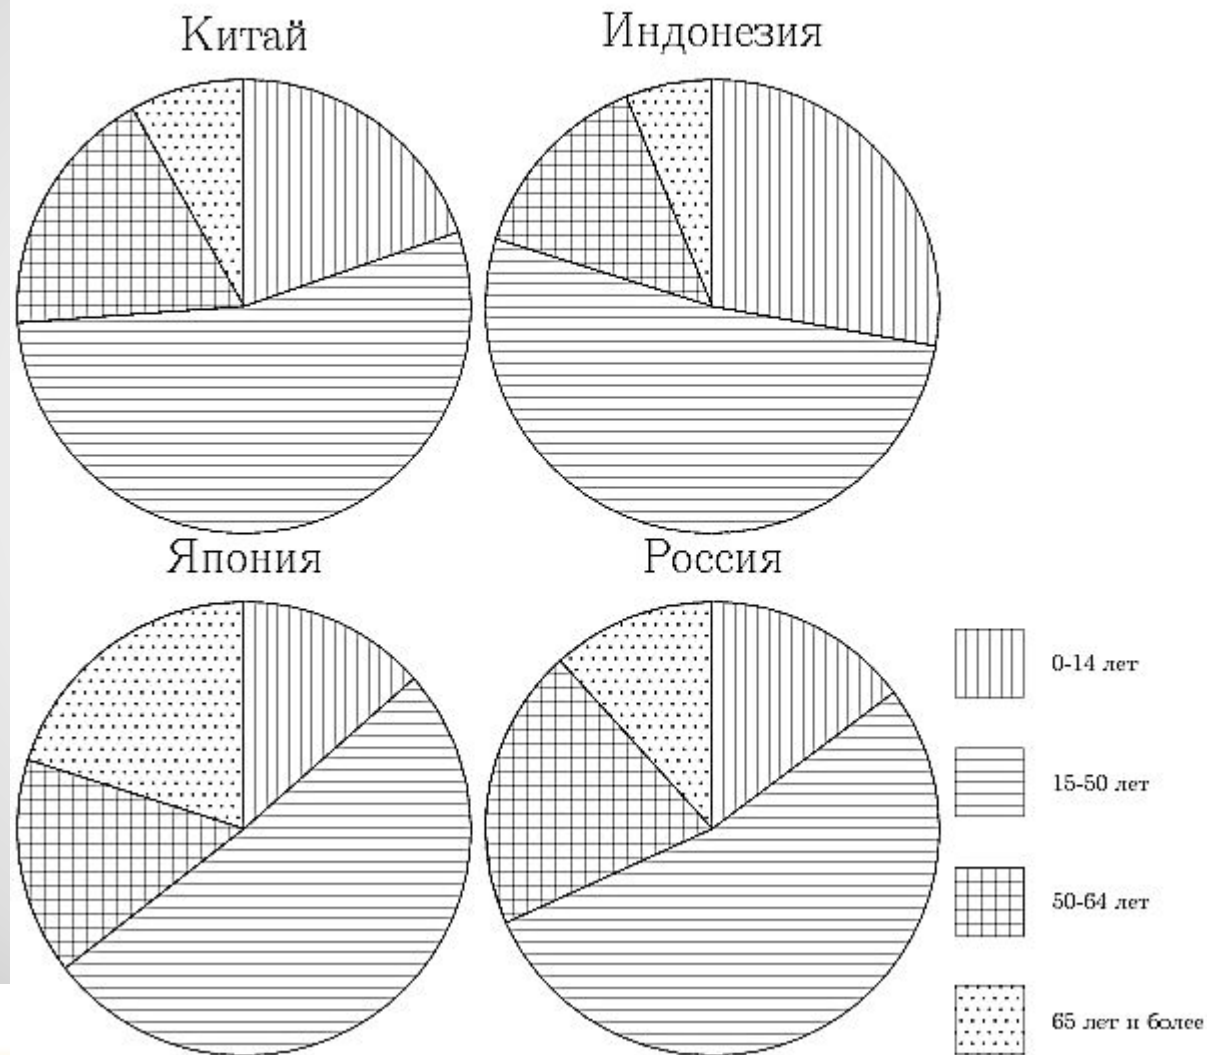 Китай
Индонезия
Япония
Россия
0-14 лет
15-50 лет
50-64 лет
65 лет и более